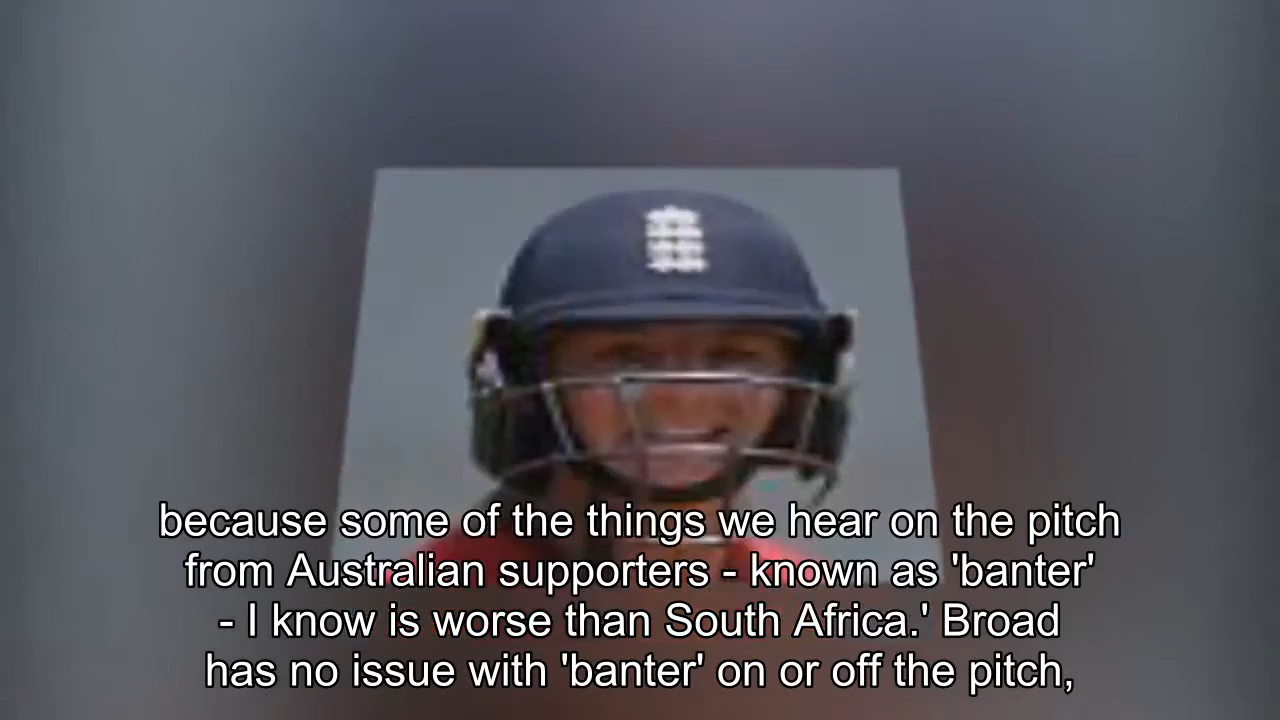 because some of the things we hear on the pitch
from Australian supporters - known as 'banter'
- I know is worse than South Africa.' Broad
has no issue with 'banter' on or off the pitch,